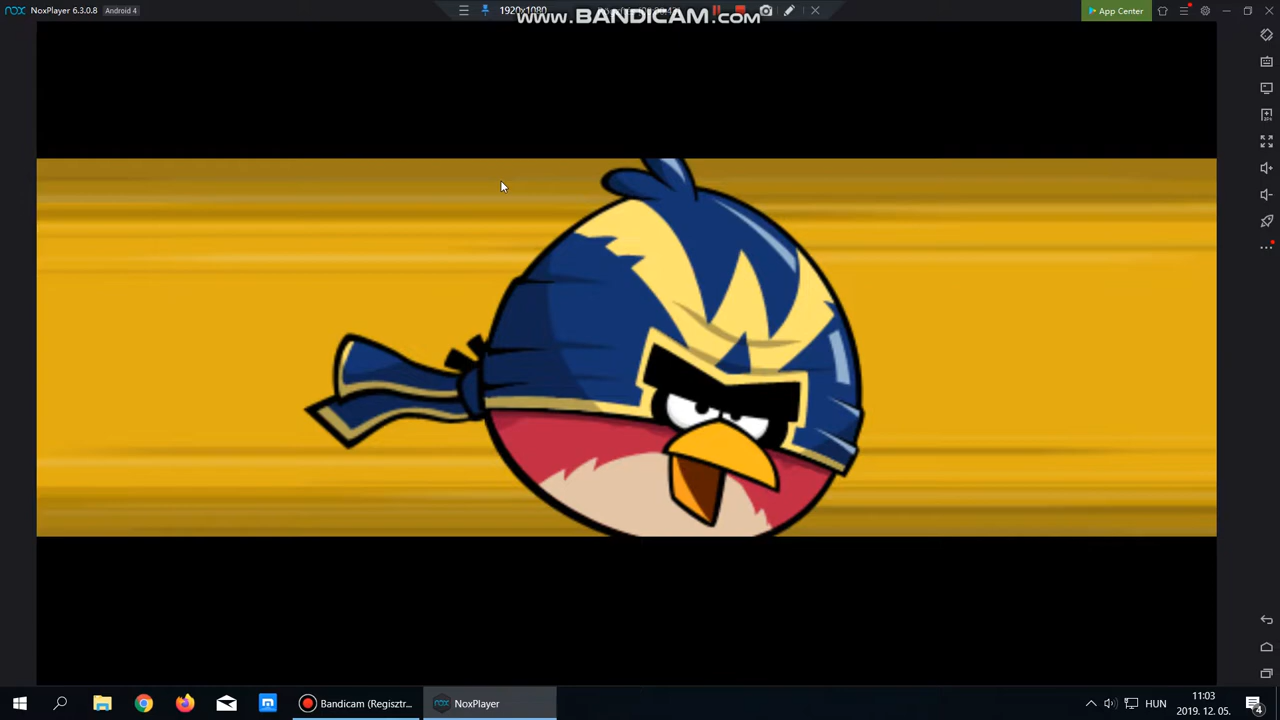 NoxPlayer 6.3.0.8 Android 4
1920x1080
www.BANDICAM.com
App Center
Bandicam (Regisztr...
NoxPlayer
HUN
11:03
2019. 12. 05.
4